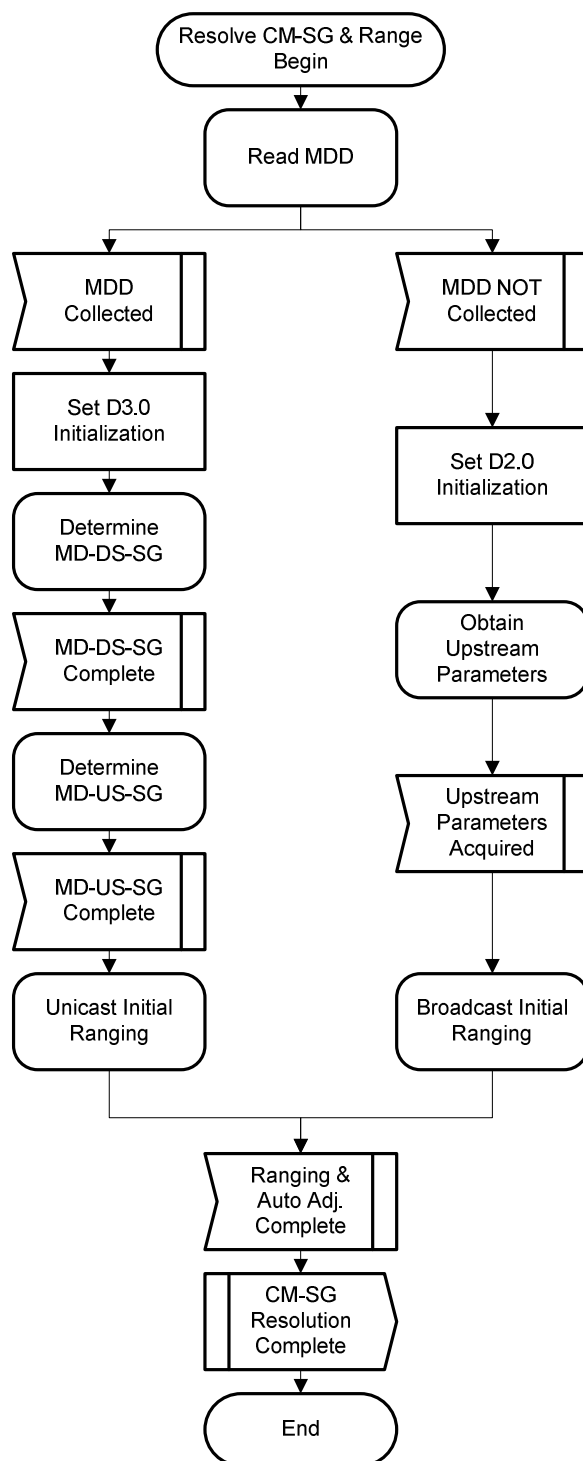 Resolve CM-SG & Range
Begin
Read MDD
MDD
Collected
MDD NOT
Collected
Set D3.0
Initialization
Set D2.0
Initialization
Determine
MD-DS-SG
Obtain
Upstream
Parameters
MD-DS-SG
Complete
Determine
MD-US-SG
Upstream
Parameters
Acquired
MD-US-SG
Complete
Unicast Initial
Ranging
Broadcast Initial
Ranging
Ranging &
Auto Adj.
Complete
CM-SG
Resolution
Complete
End